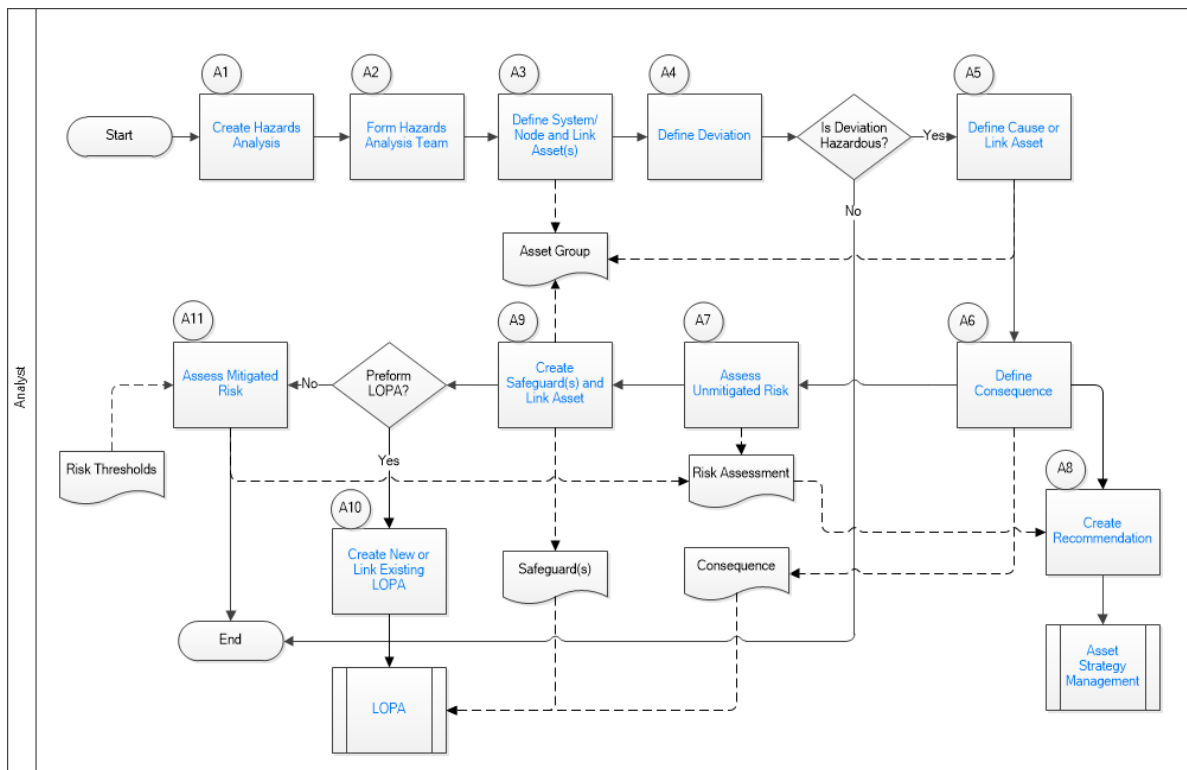 A1
A2
A3
A4
A5
Start
Create Hazards
Analysis
Form Hazards
Analysis Team
Define System/
Node and Link
Asset(s)
Define Deviation
Is Deviation
Hazardous?
Yes
Define Cause or
Link Asset
No
Asset Group
A11
A9
A7
A6
Assess Mitigated
Risk
No
Preform
LOPA?
Create
Safeguard(s) and
Link Asset
Assess
Unmitigated Risk
Define
Consequence
Analyst
Yes
Risk Thresholds
Risk Assessment
A8
A10
Create New or
Link Existing
LOPA
Create
Recommendation
Safeguard(s)
Consequence
End
LOPA
Asset
Strategy
Management